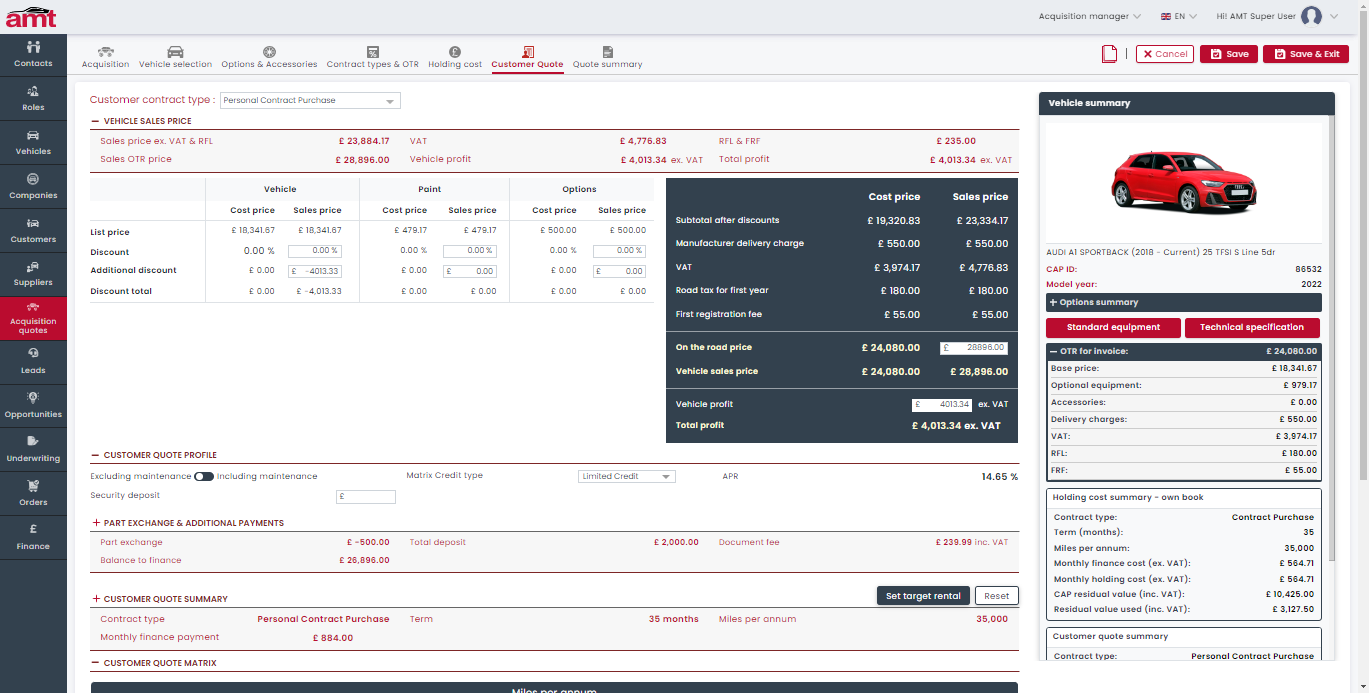 amt
Acquisition manager EN Hi! AMT Super User
Contacts
Roles
Vehicles
Companies
Customers
Suppliers
Acquisition
quotes
Leads
Opportunities
Underwriting
Orders
£
Finance
Acquisition Vehicle selection Options & Accessories Contract types & OTR Holding cost Customer Quote Quote summary
Cancel Save Save & Exit
Customer contract type : Personal Contract Purchase
VEHICLE SALES PRICE
Sales price ex. VAT & RFL £ 23,884.17 VAT £ 4,776.83 RFL & FRF £ 235.00
Sales OTR price £ 28,896.00 Vehicle profit £ 4,013.34 ex. VAT Total profit £ 4,013.34 ex. VAT
Vehicle Paint Options
Cost price Sales price Cost price Sales price Cost price Sales price
List price £ 18,341.67 £ 18,341.67 £ 479.17 £ 479.17 £ 500.00 £ 500.00
Discount 0.00 % 0.00 % 0.00 % 0.00 % 0.00 % 0.00 %
Additional discount £ 0.00 £ -4013.33 £ 0.00 £ 0.00 £ 0.00 £ 0.00
Discount total £ 0.00 £ -4,013.33 £ 0.00 £ 0.00 £ 0.00 £ 0.00
Cost price Sales price
Subtotal after discounts £ 19,320.83 £ 23,334.17
Manufacturer delivery charge £ 550.00 £ 550.00
VAT £ 3,974.17 £ 4,776.83
Road tax for first year £ 180.00 £ 180.00
First registration fee £ 55.00 £ 55.00
On the road price £ 24,080.00 £ 28896.00
Vehicle sales price £ 24,080.00 £ 28,896.00
Vehicle profit £ 4013.34 ex. VAT
Total profit £ 4,013.34 ex. VAT
CUSTOMER QUOTE PROFILE
Excluding maintenance Including maintenance Matrix Credit type Limited Credit APR 14.65 %
Security deposit £
PART EXCHANGE & ADDITIONAL PAYMENTS
Part exchange £ -500.00 Total deposit £ 2,000.00 Document fee £ 239.99 inc. VAT
Balance to finance £ 26,896.00
CUSTOMER QUOTE SUMMARY Set target rental Reset
Contract type Personal Contract Purchase Term 35 months Miles per annum 35,000
Monthly finance payment £ 884.00
CUSTOMER QUOTE MATRIX
Miles per annum
Vehicle summary
AUDI A1 SPORTBACK (2018 - Current) 25 TFSI S Line 5dr
CAP ID: 86532
Model year: 2022
Options summary
Standard equipment Technical specification
OTR for invoice: £ 24,080.00
Base price: £ 18,341.67
Optional equipment: £ 979.17
Accessories: £ 0.00
Delivery charges: £ 550.00
VAT: £ 3,974.17
RFL: £ 180.00
FRF: £ 55.00
Holding cost summary - own book
Contract type: Contract Purchase
Term (months): 35
Miles per annum: 35,000
Monthly finance cost (ex. VAT): £ 564.71
Monthly holding cost (ex. VAT): £ 564.71
CAP residual value (inc. VAT): £ 10,425.00
Residual value used (inc. VAT): £ 3,127.50
Customer quote summary
Contract type: Personal Contract Purchase